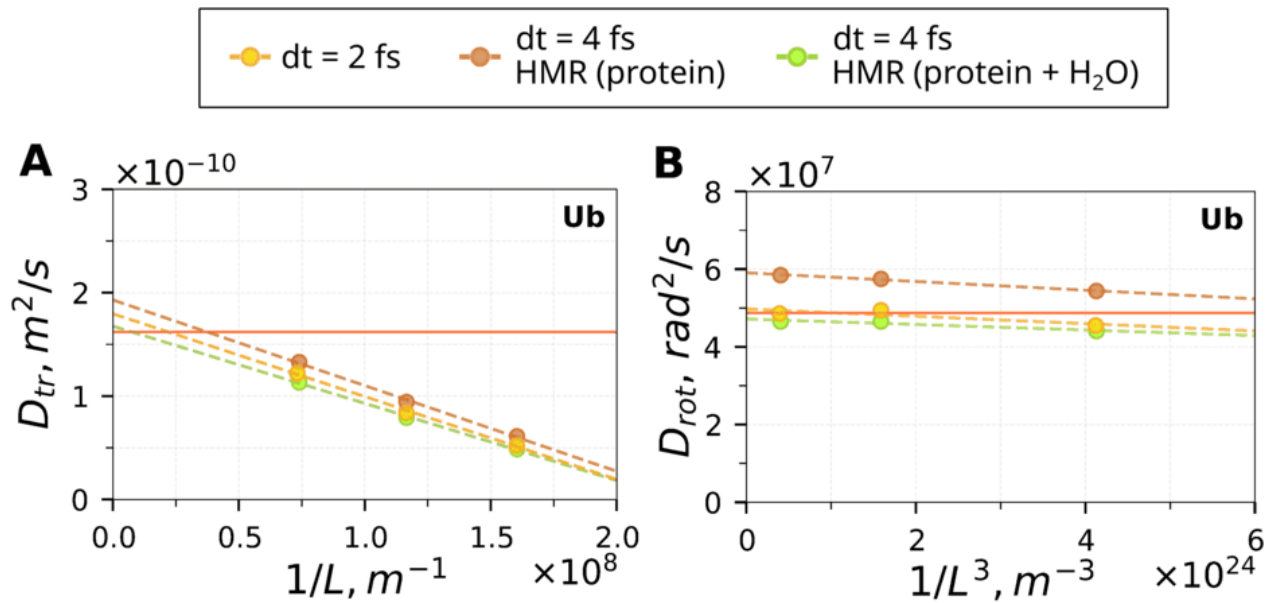 dt = 2 fs
dt = 4 fs
HMR (protein)
dt = 4 fs
HMR (protein + H₂O)
A
×10⁻¹⁰
Ub
3
2
1
0
D_tr, m²/s
0.0 0.5 1.0 1.5 2.0
1/L, m⁻¹
×10⁸
B
×10⁷
Ub
8
6
4
2
0
D_rot, rad²/s
0 2 4 6
1/L³, m⁻³
×10²⁴